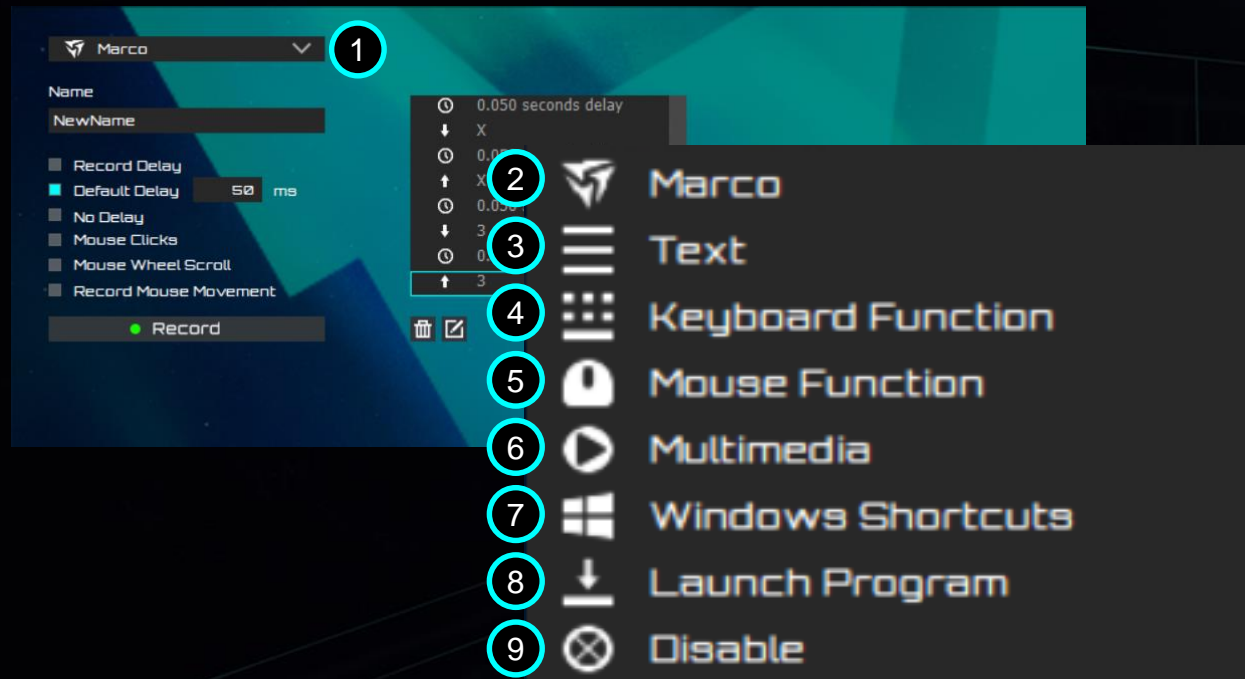 Marco
1
Name
NewName
Record Delay
Default Delay 50 ms
No Delay
Mouse Clicks
Mouse Wheel Scroll
Record Mouse Movement
Record
0.050 seconds delay
X
X
3
3
2 Marco
3 Text
4 Keyboard Function
5 Mouse Function
6 Multimedia
7 Windows Shortcuts
8 Launch Program
9 Disable